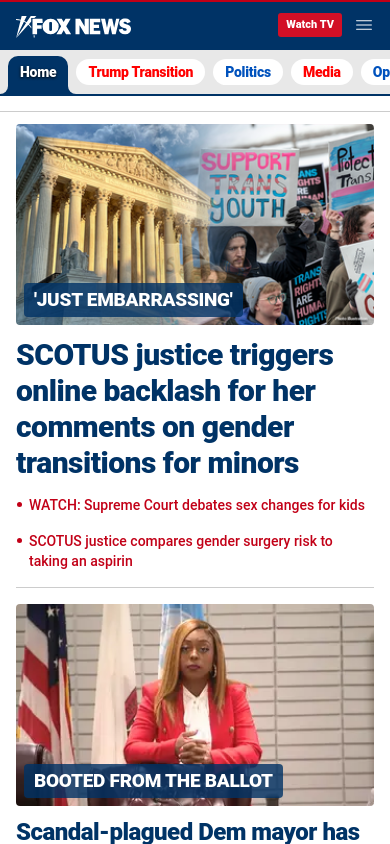 FOX NEWS
Watch TV
Home
Trump Transition
Politics
Media
Op
SUPPORT
TRANS
YOUTH
Protect
Trans
TRANS
RIGHTS
ARE
HUMAN
RIGHTS
'JUST EMBARRASSING'
SCOTUS justice triggers
online backlash for her
comments on gender
transitions for minors
• WATCH: Supreme Court debates sex changes for kids
• SCOTUS justice compares gender surgery risk to
taking an aspirin
BOOTED FROM THE BALLOT
Scandal-plagued Dem mayor has